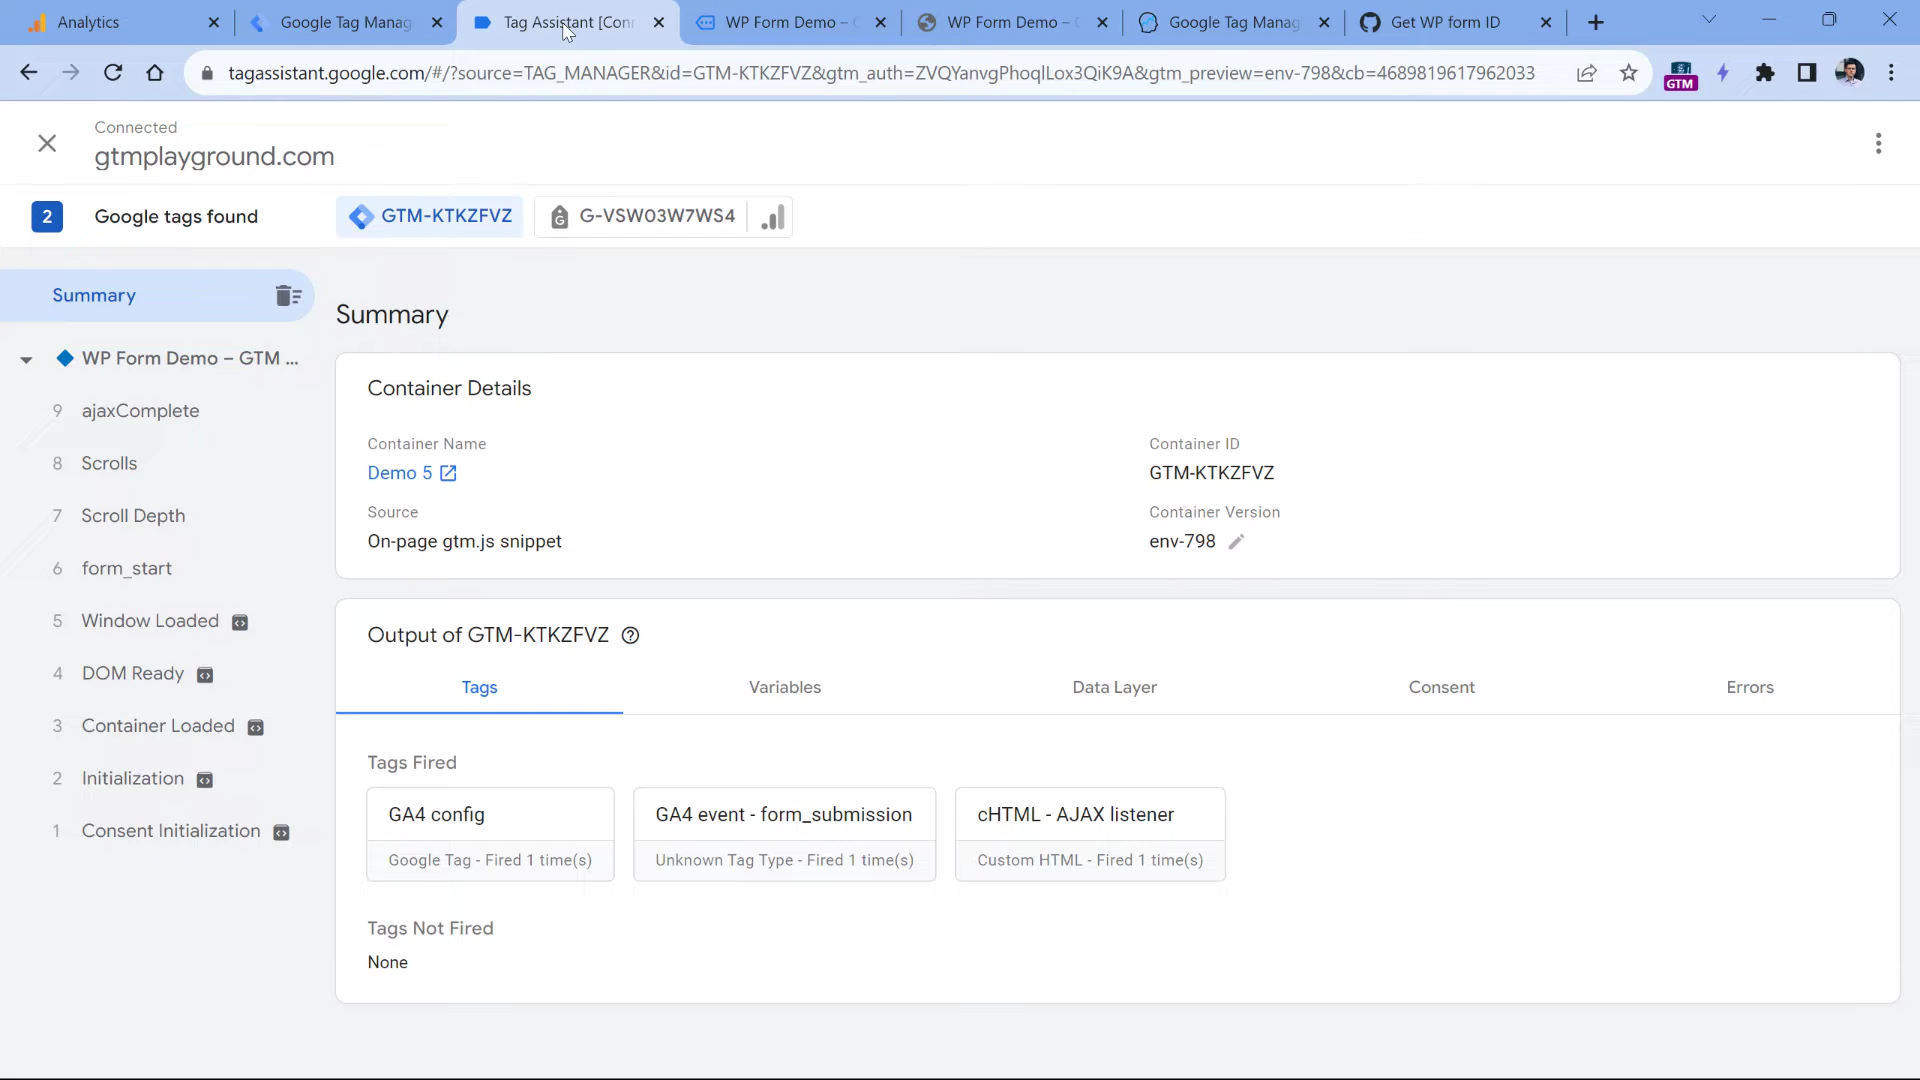 Analytics
Google Tag Manag
Tag Assistant [Con
WP Form Demo –
WP Form Demo –
Google Tag Manag
Get WP form ID
tagassistant.google.com/#/?source=TAG_MANAGER&id=GTM-KTKZFVZ&gtm_auth=ZVQYanvgPhoqlLox3QiK9A&gtm_preview=env-798&cb=4689819617962033
GTM
Connected
gtmplayground.com
2 Google tags found
GTM-KTKZFVZ
G-VSW03W7WS4
Summary
WP Form Demo – GTM ...
9 ajaxComplete
8 Scrolls
7 Scroll Depth
6 form_start
5 Window Loaded
4 DOM Ready
3 Container Loaded
2 Initialization
1 Consent Initialization
Summary
Container Details
Container Name
Demo 5
Container ID
GTM-KTKZFVZ
Source
On-page gtm.js snippet
Container Version
env-798
Output of GTM-KTKZFVZ
Tags
Variables
Data Layer
Consent
Errors
Tags Fired
GA4 config
Google Tag - Fired 1 time(s)
GA4 event - form_submission
Unknown Tag Type - Fired 1 time(s)
cHTML - AJAX listener
Custom HTML - Fired 1 time(s)
Tags Not Fired
None